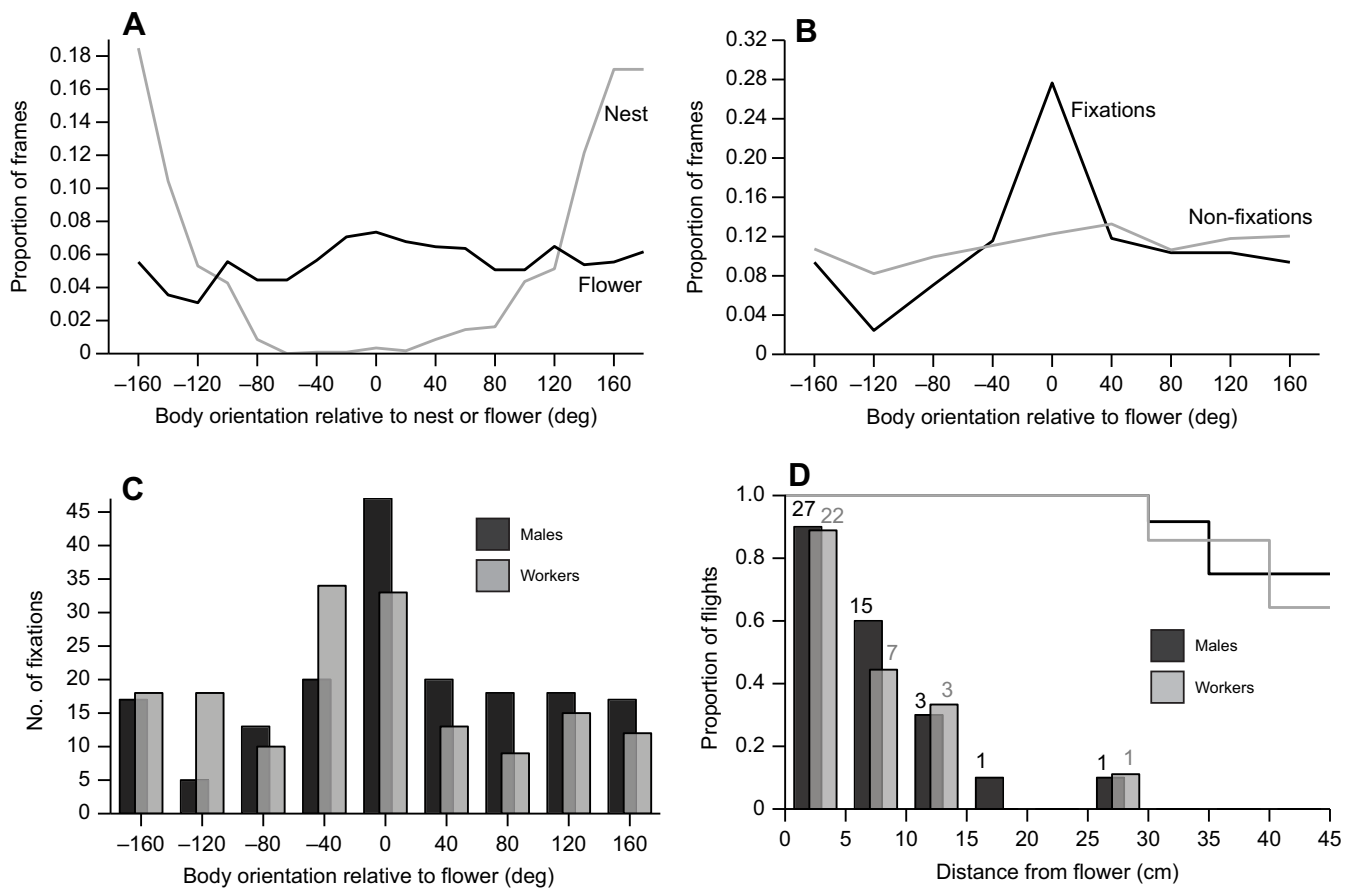 A
Proportion of frames
0.18
0.16
0.14
0.12
0.10
0.08
0.06
0.04
0.02
0
Nest
Flower
–160 –120 –80 –40 0 40 80 120 160
Body orientation relative to nest or flower (deg)
B
Proportion of frames
0.32
0.28
0.24
0.20
0.16
0.12
0.08
0.04
0
Fixations
Non-fixations
–160 –120 –80 –40 0 40 80 120 160
Body orientation relative to flower (deg)
C
No. of fixations
45
40
35
30
25
20
15
10
5
0
Males
Workers
–160 –120 –80 –40 0 40 80 120 160
Body orientation relative to flower (deg)
D
Proportion of flights
1.0
0.8
0.6
0.4
0.2
0
27 22
15 7
3 3
1
1 1
Males
Workers
0 5 10 15 20 25 30 35 40 45
Distance from flower (cm)